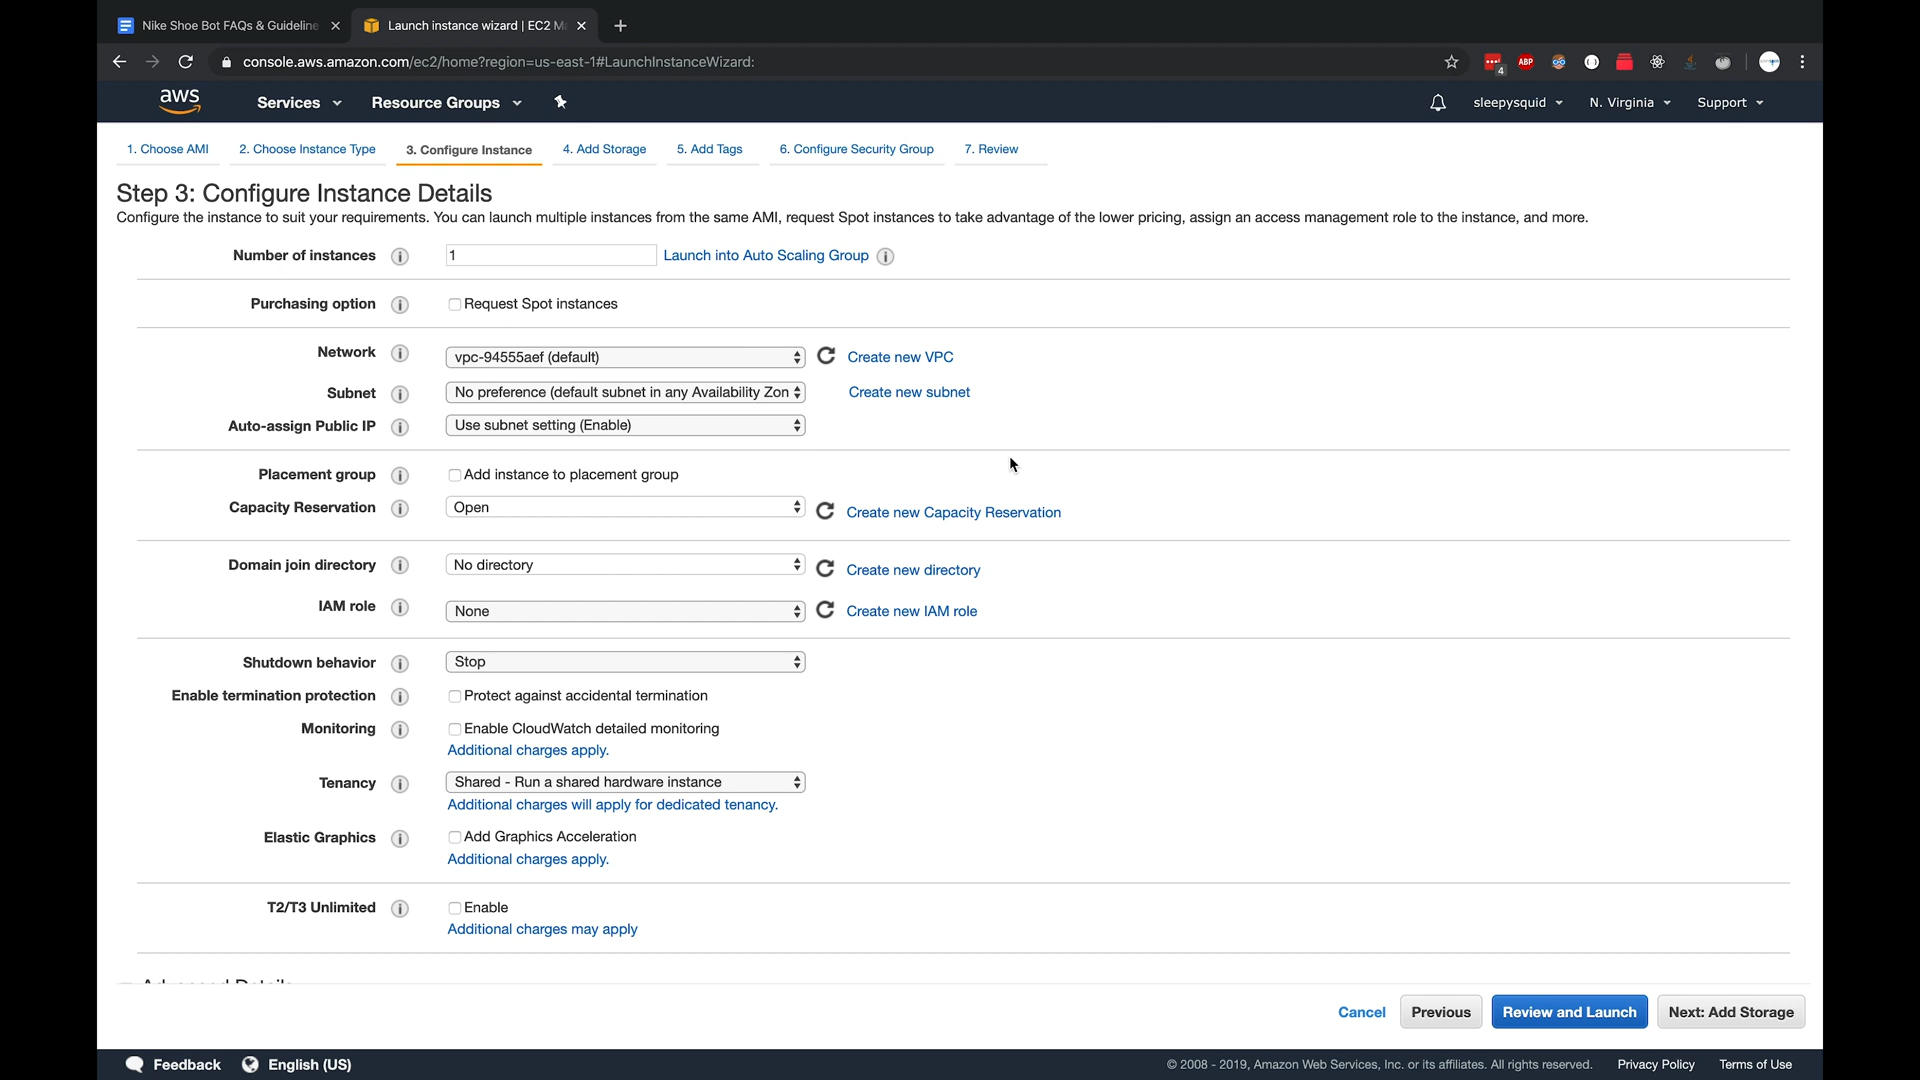 Nike Shoe Bot FAQs & Guideline
Launch instance wizard | EC2 M
console.aws.amazon.com/ec2/home?region=us-east-1#LaunchInstanceWizard:
4
ABP
aws
Services
Resource Groups
sleepysquid
N. Virginia
Support
1. Choose AMI
2. Choose Instance Type
3. Configure Instance
4. Add Storage
5. Add Tags
6. Configure Security Group
7. Review
Step 3: Configure Instance Details
Configure the instance to suit your requirements. You can launch multiple instances from the same AMI, request Spot instances to take advantage of the lower pricing, assign an access management role to the instance, and more.
Number of instances
1
Launch into Auto Scaling Group
Purchasing option
Request Spot instances
Network
vpc-94555aef (default)
Create new VPC
Subnet
No preference (default subnet in any Availability Zon
Create new subnet
Auto-assign Public IP
Use subnet setting (Enable)
Placement group
Add instance to placement group
Capacity Reservation
Open
Create new Capacity Reservation
Domain join directory
No directory
Create new directory
IAM role
None
Create new IAM role
Shutdown behavior
Stop
Enable termination protection
Protect against accidental termination
Monitoring
Enable CloudWatch detailed monitoring
Additional charges apply.
Tenancy
Shared - Run a shared hardware instance
Additional charges will apply for dedicated tenancy.
Elastic Graphics
Add Graphics Acceleration
Additional charges apply.
T2/T3 Unlimited
Enable
Additional charges may apply
Advanced Details
Cancel
Previous
Review and Launch
Next: Add Storage
Feedback
English (US)
© 2008 - 2019, Amazon Web Services, Inc. or its affiliates. All rights reserved.
Privacy Policy
Terms of Use